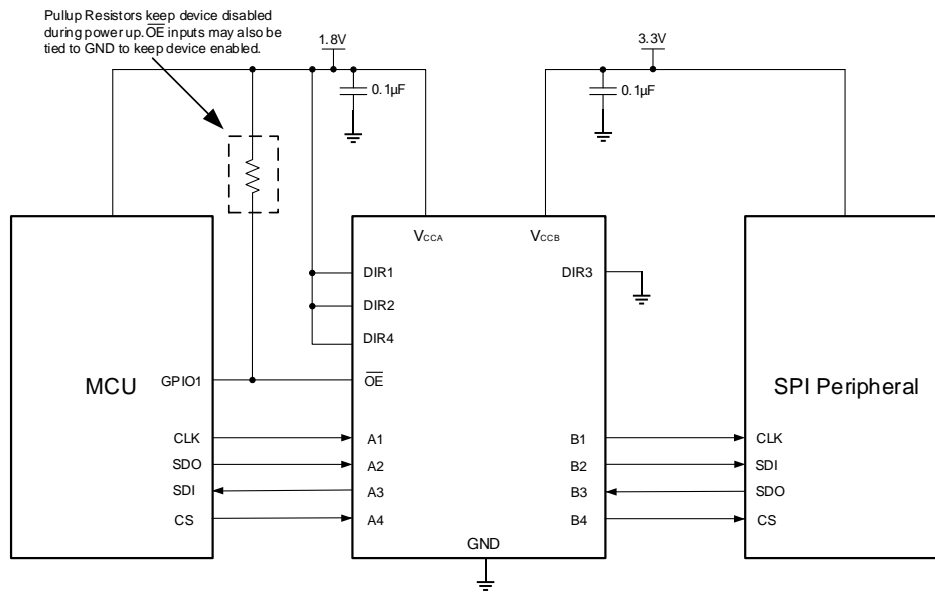 Pullup Resistors keep device disabled
during power up. OE inputs may also be
tied to GND to keep device enabled.
1.8V
3.3V
0.1µF
0.1µF
VCCA
VCCB
DIR1
DIR3
DIR2
DIR4
MCU
GPIO1
OE
SPI Peripheral
CLK
A1
B1
CLK
SDO
A2
B2
SDI
SDI
A3
B3
SDO
CS
A4
B4
CS
GND